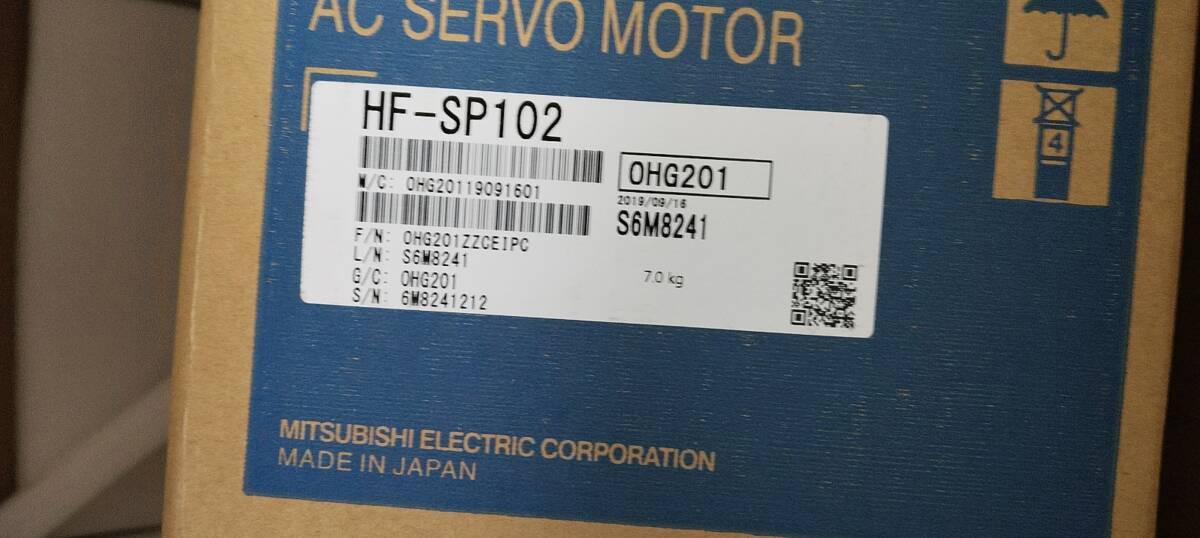 AC SERVO MOTOR
HF-SP102
OHG201
M/C: OHG20119091601
2019/09/16
S6M8241
F/N: OHG201ZZCEIPC
L/N: S6M8241
G/C: OHG201
S/N: 6M8241212
7.0 kg
4
MITSUBISHI ELECTRIC CORPORATION
MADE IN JAPAN